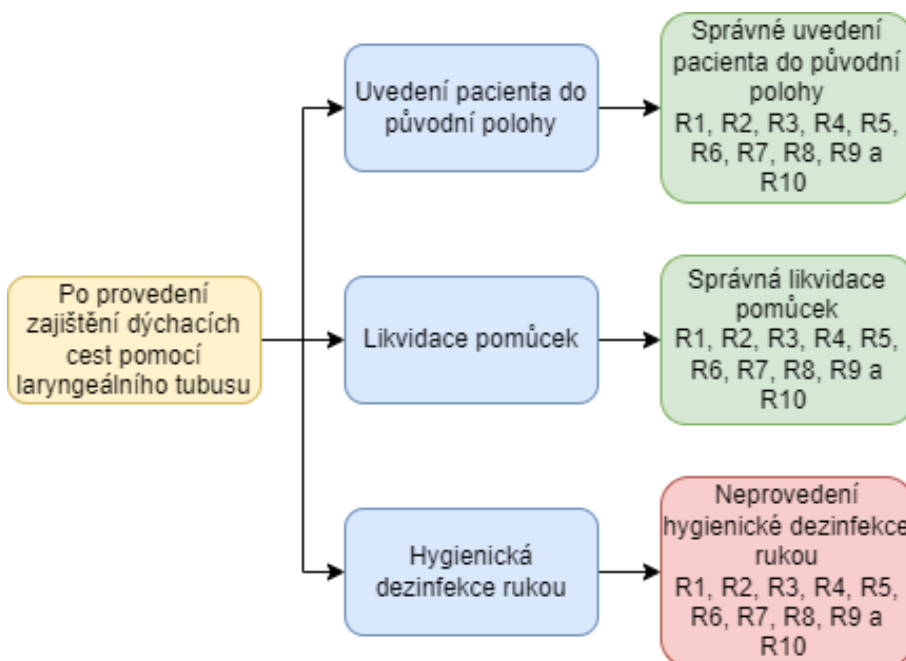 Po provedení
zajištění dýchacích
cest pomocí
laryngeálního tubusu
Uvedení pacienta do
původní polohy
Správné uvedení
pacienta do původní
polohy
R1, R2, R3, R4, R5,
R6, R7, R8, R9 a
R10
Likvidace pomůcek
Správná likvidace
pomůcek
R1, R2, R3, R4, R5,
R6, R7, R8, R9 a
R10
Hygienická
dezinfekce rukou
Neprovedení
hygienické dezinfekce
rukou
R1, R2, R3, R4, R5,
R6, R7, R8, R9 a
R10